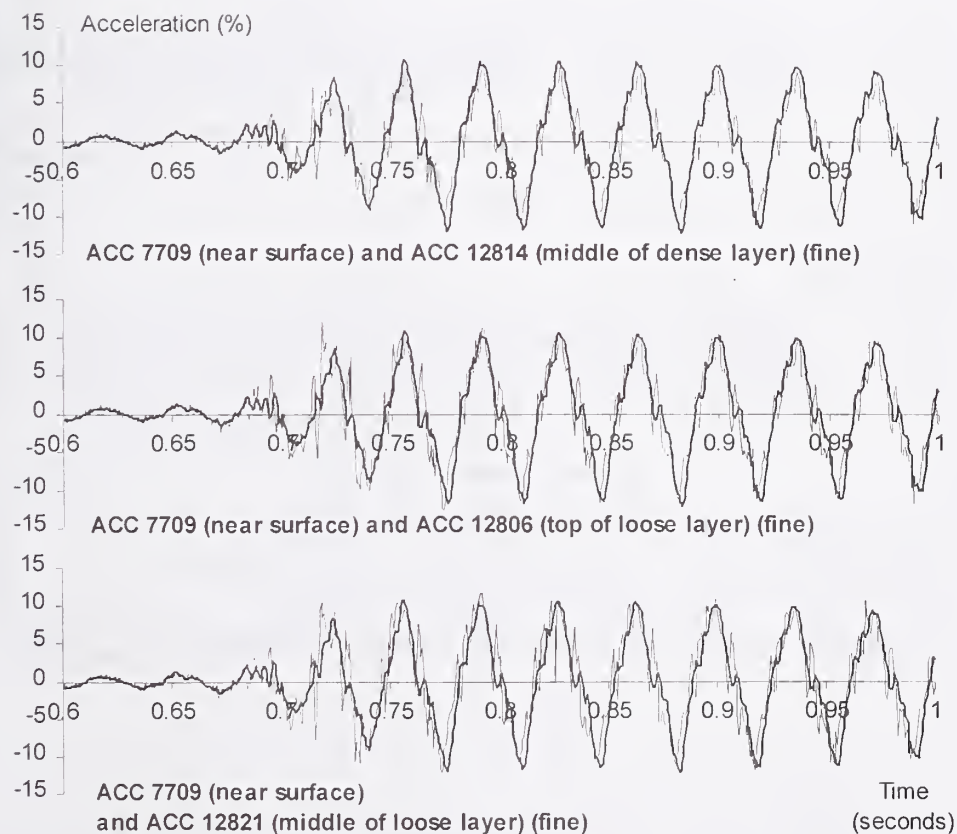 15 Acceleration (%)
10
5
0
-5 0.6 0.65 0.7 0.75 0.8 0.85 0.9 0.95 1
-10
-15
ACC 7709 (near surface) and ACC 12814 (middle of dense layer) (fine)
15
10
5
0
-5 0.6 0.65 0.7 0.75 0.8 0.85 0.9 0.95 1
-10
-15
ACC 7709 (near surface) and ACC 12806 (top of loose layer) (fine)
15
10
5
0
-5 0.6 0.65 0.7 0.75 0.8 0.85 0.9 0.95 1
-10
-15
ACC 7709 (near surface)
and ACC 12821 (middle of loose layer) (fine)
Time
(seconds)